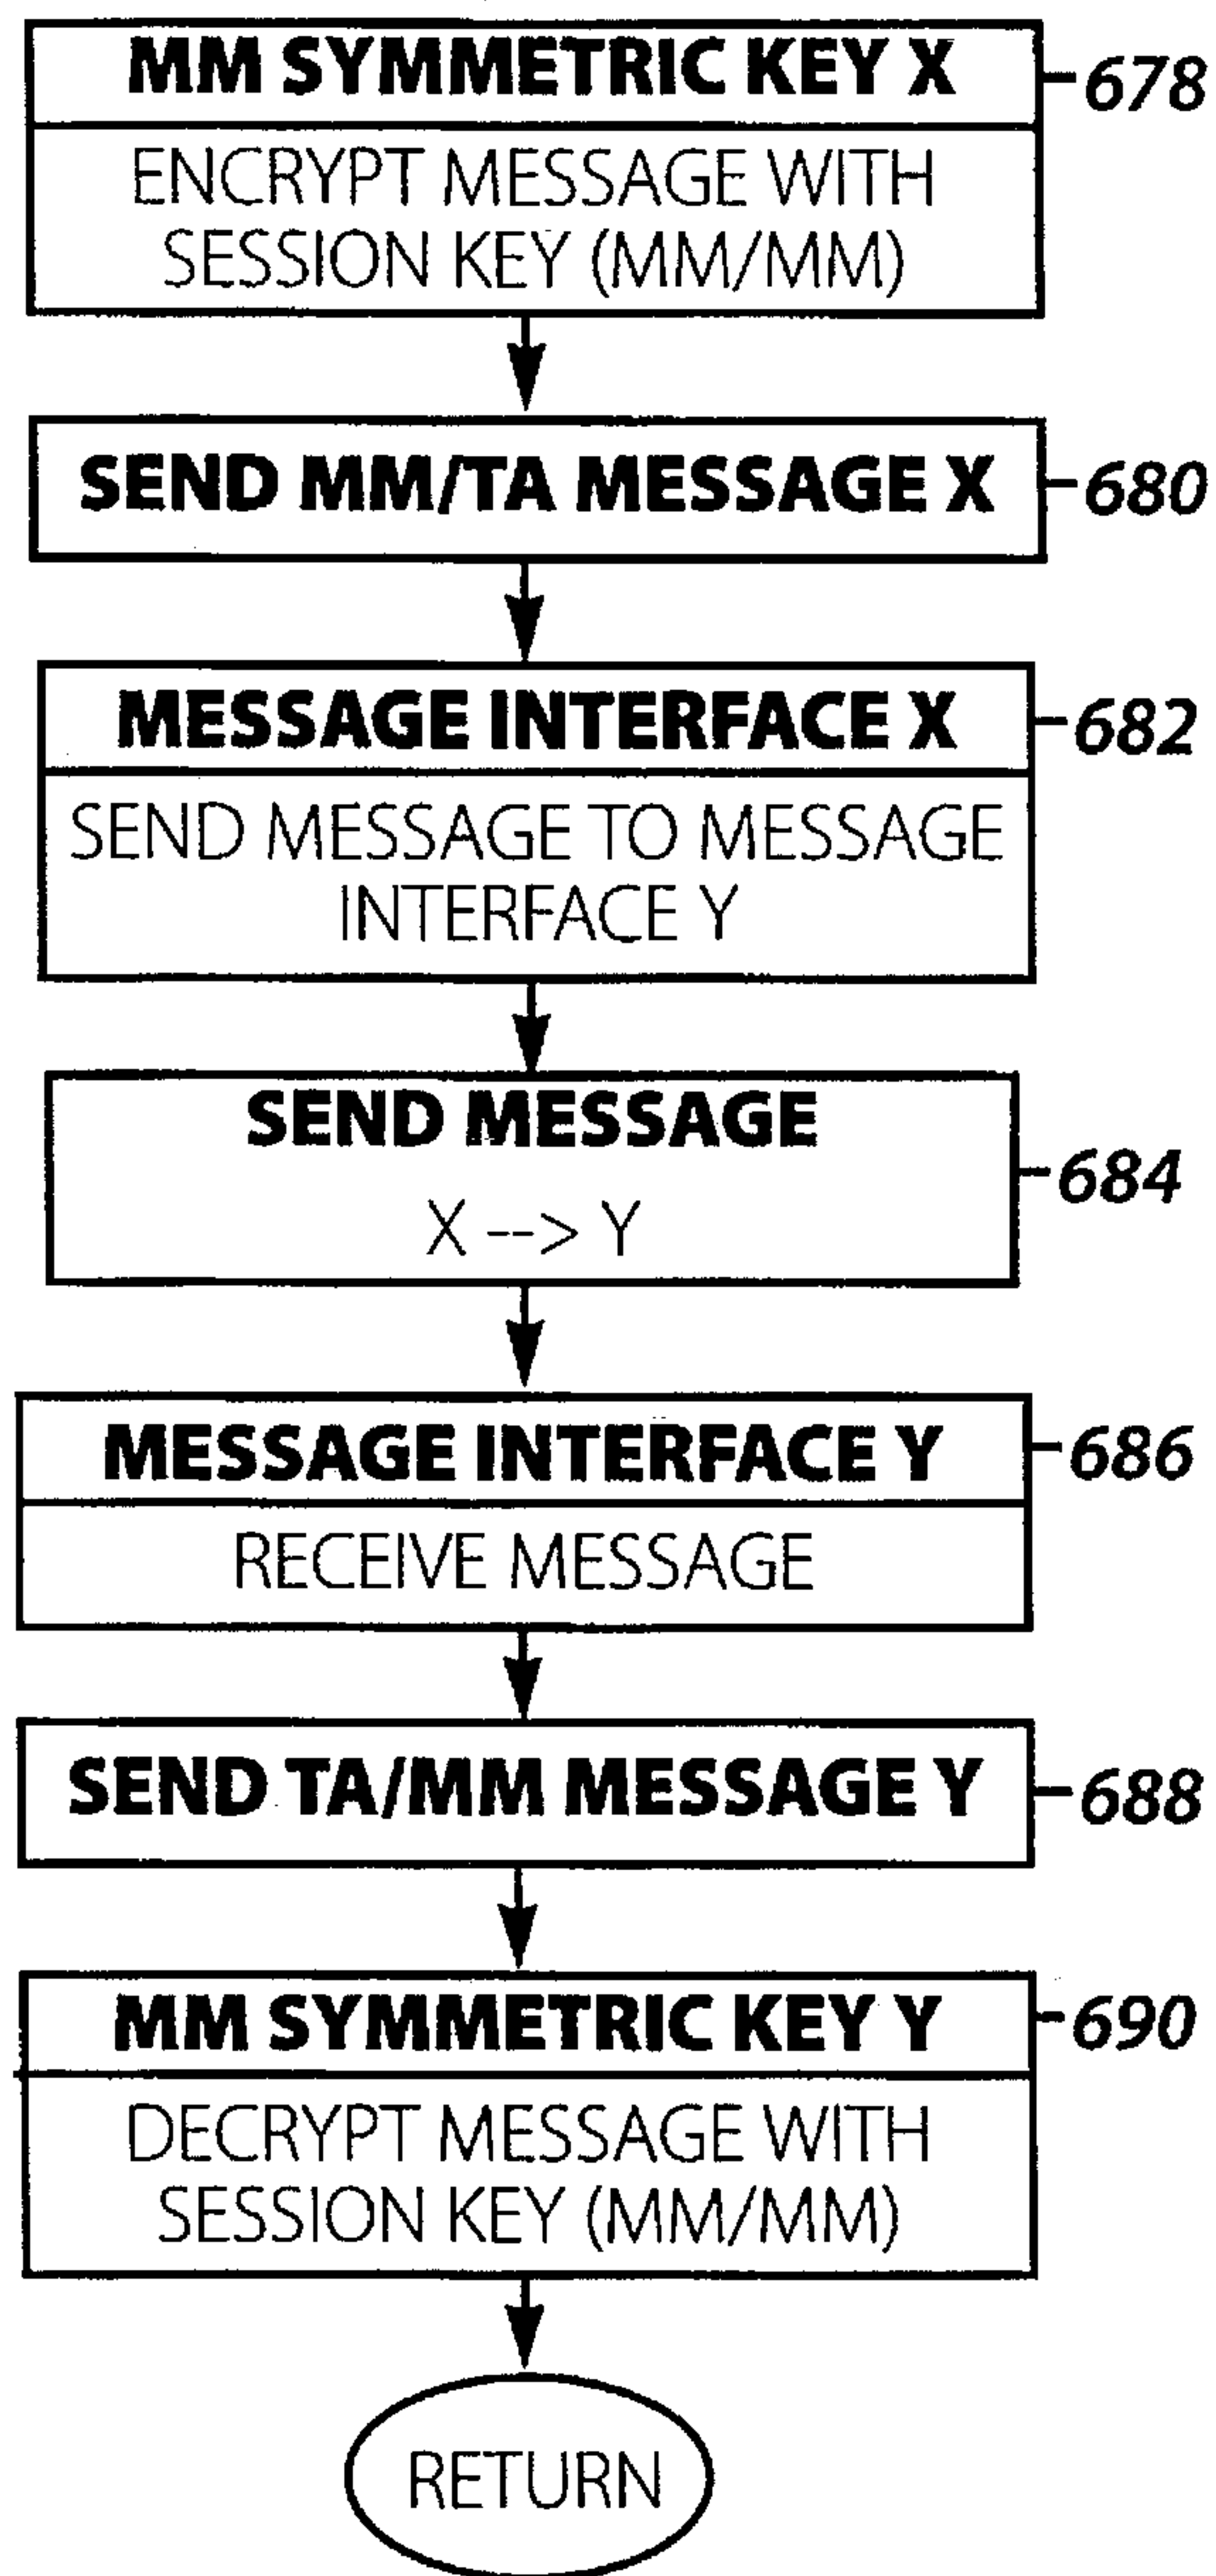 MM SYMMETRIC KEY X
678
ENCRYPT MESSAGE WITH
SESSION KEY (MM/MM)
SEND MM/TA MESSAGE X
680
MESSAGE INTERFACE X
682
SEND MESSAGE TO MESSAGE
INTERFACE Y
SEND MESSAGE
684
X --> Y
MESSAGE INTERFACE Y
686
RECEIVE MESSAGE
SEND TA/MM MESSAGE Y
688
MM SYMMETRIC KEY Y
690
DECRYPT MESSAGE WITH
SESSION KEY (MM/MM)
RETURN